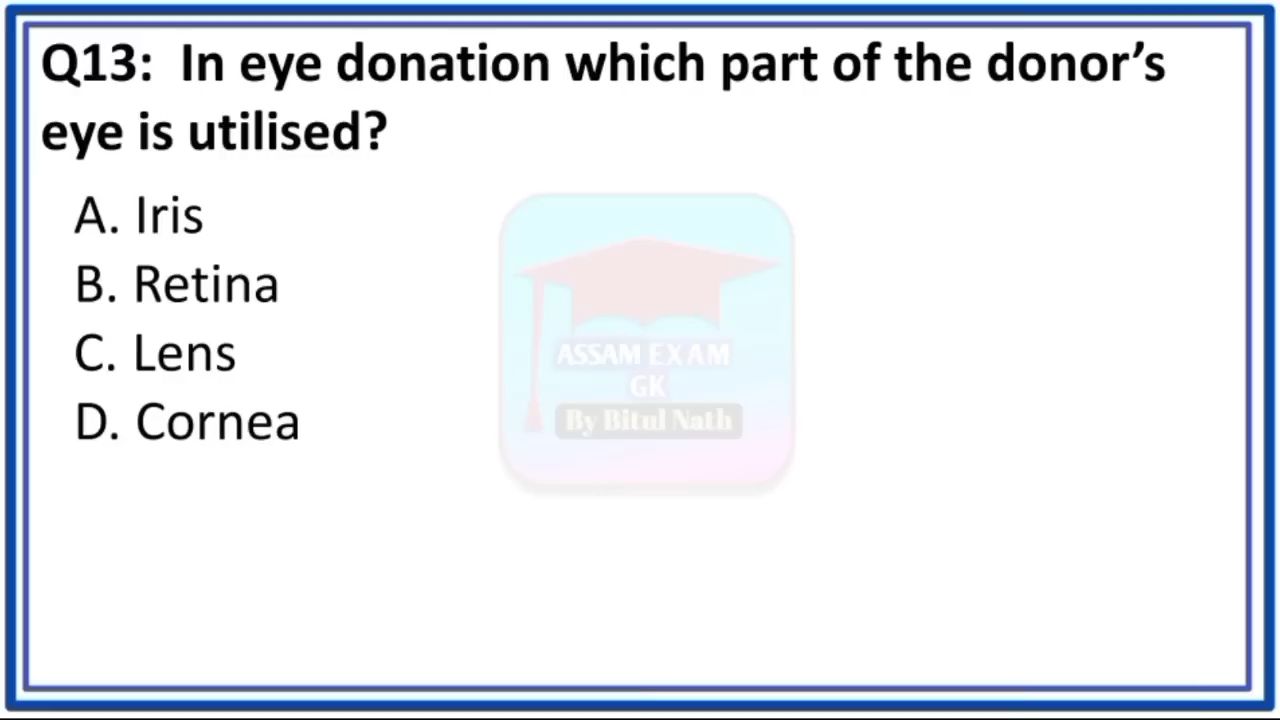 Q13: In eye donation which part of the donor’s
eye is utilised?
A. Iris
B. Retina
C. Lens
D. Cornea
ASSAM EXAM
GK
By Bitul Nath